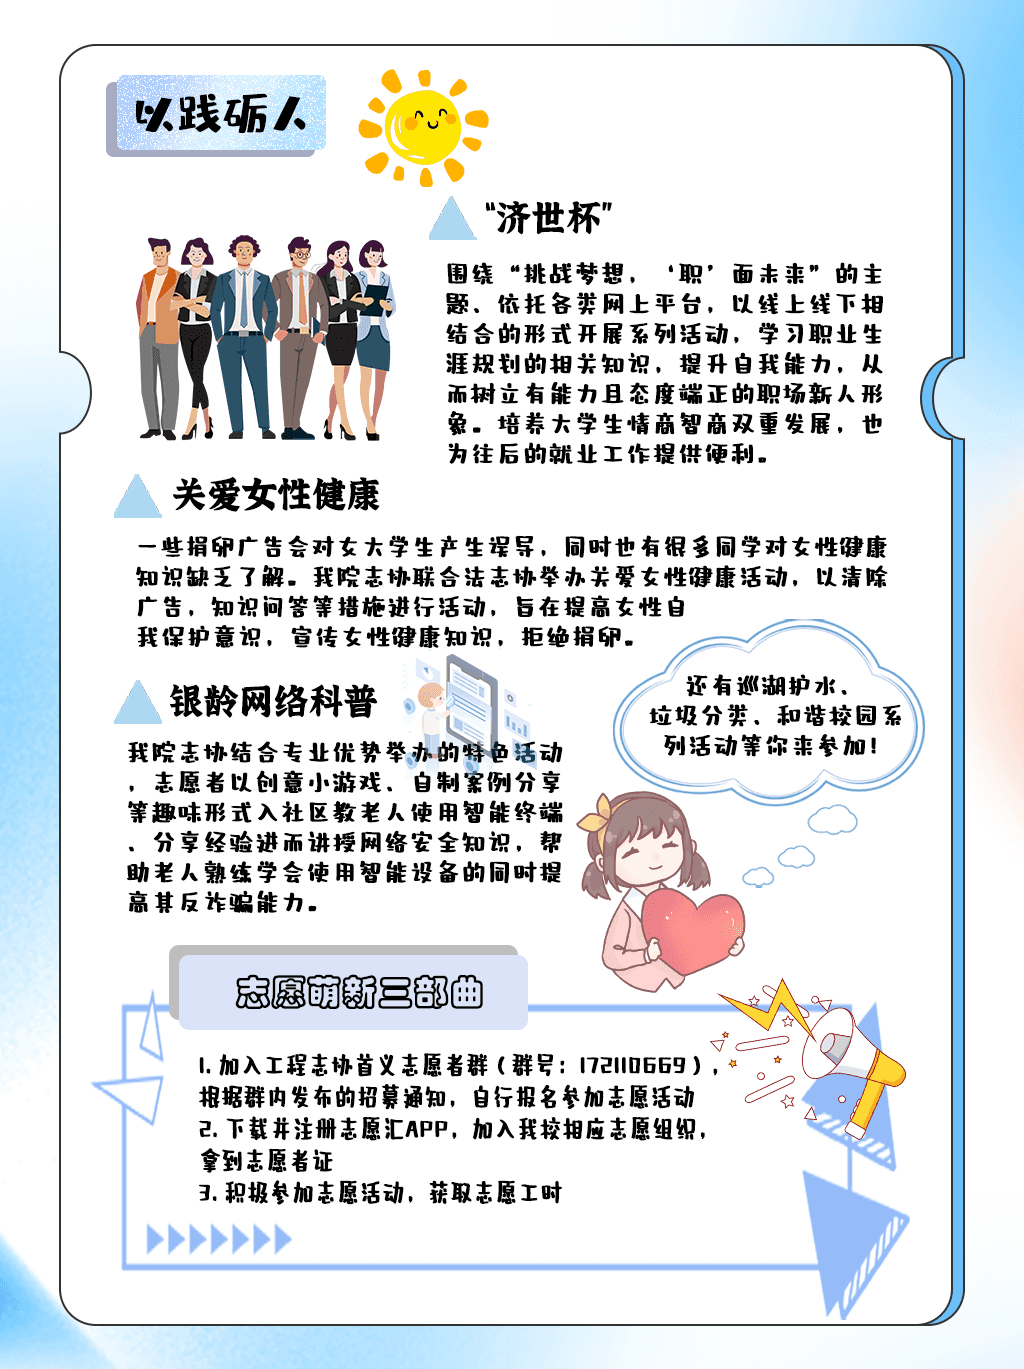 以践砺人
“济世杯”
围绕“挑战梦想，‘职’面未来”的主
题、依托各类网上平台，以线上线下相
结合的形式开展系列活动，学习职业生
涯规划的相关知识，提升自我能力，从
而树立有能力且态度端正的职场新人形
象。培养大学生情商智商双重发展，也
为往后的就业工作提供便利。
关爱女性健康
一些捐卵广告会对女大学生产生误导，同时也有很多同学对女性健康
知识缺乏了解。我院志协联合法志协举办关爱女性健康活动，以清除
广告，知识问答等措施进行活动，旨在提高女性自
我保护意识，宣传女性健康知识，拒绝捐卵。
银龄网络科普
我院志协结合专业优势举办的特色活动
，志愿者以创意小游戏、自制案例分享
等趣味形式入社区教老人使用智能终端
、分享经验进而讲授网络安全知识，帮
助老人熟练学会使用智能设备的同时提
高其反诈骗能力。
还有巡湖护水、
垃圾分类、和谐校园系
列活动等你来参加！
志愿萌新三部曲
1. 加入工程志协首义志愿者群（群号：172110669），
根据群内发布的招募通知，自行报名参加志愿活动
2. 下载并注册志愿汇APP，加入我校相应志愿组织，
拿到志愿者证
3. 积极参加志愿活动，获取志愿工时